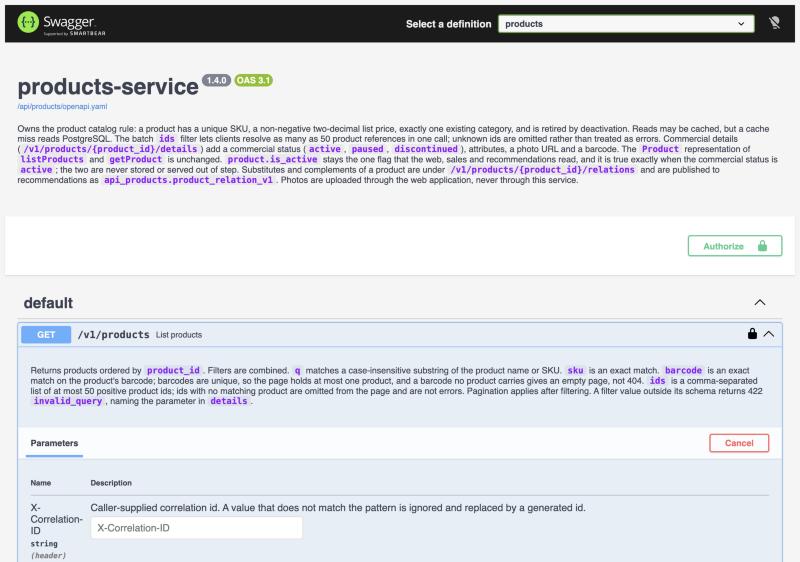 Swagger.
Supported by SMARTBEAR
Select a definition
products
products-service 1.4.0 OAS 3.1
/api/products/openapi.yaml
Owns the product catalog rule: a product has a unique SKU, a non-negative two-decimal list price, exactly one existing category, and is retired by deactivation. Reads may be cached, but a cache
miss reads PostgreSQL. The batch ids filter lets clients resolve as many as 50 product references in one call; unknown ids are omitted rather than treated as errors. Commercial details
( /v1/products/{product_id}/details ) add a commercial status ( active , paused , discontinued ), attributes, a photo URL and a barcode. The Product representation of
listProducts and getProduct is unchanged. product.is_active stays the one flag that the web, sales and recommendations read, and it is true exactly when the commercial status is
active ; the two are never stored or served out of step. Substitutes and complements of a product are under /v1/products/{product_id}/relations and are published to
recommendations as api_products.product_relation_v1 . Photos are uploaded through the web application, never through this service.
Authorize
default
GET /v1/products List products
Returns products ordered by product_id . Filters are combined. q matches a case-insensitive substring of the product name or SKU. sku is an exact match. barcode is an exact
match on the product's barcode; barcodes are unique, so the page holds at most one product, and a barcode no product carries gives an empty page, not 404. ids is a comma-separated
list of at most 50 positive product ids; ids with no matching product are omitted from the page and are not errors. Pagination applies after filtering. A filter value outside its schema returns 422
invalid_query , naming the parameter in details .
Parameters
Cancel
Name Description
X-
Correlation-
ID
string
(header)
Caller-supplied correlation id. A value that does not match the pattern is ignored and replaced by a generated id.
X-Correlation-ID